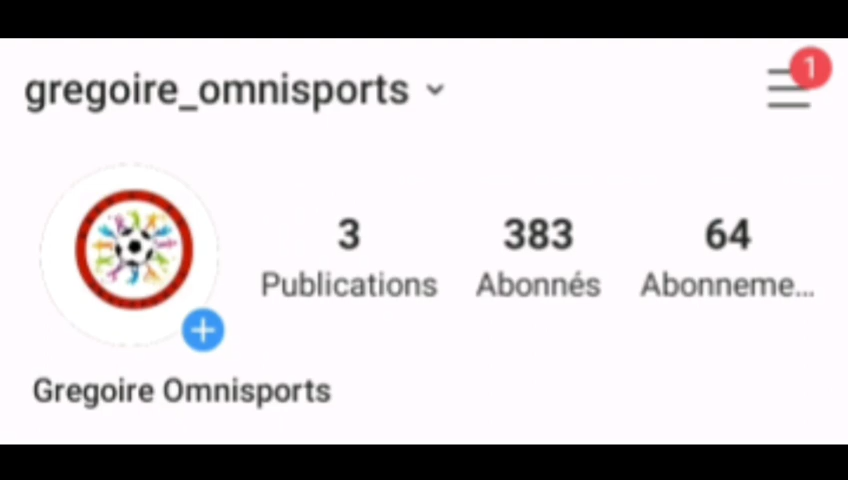 gregoire_omnisports
1
3 383 64
Publications Abonnés Abonneme...
Gregoire Omnisports